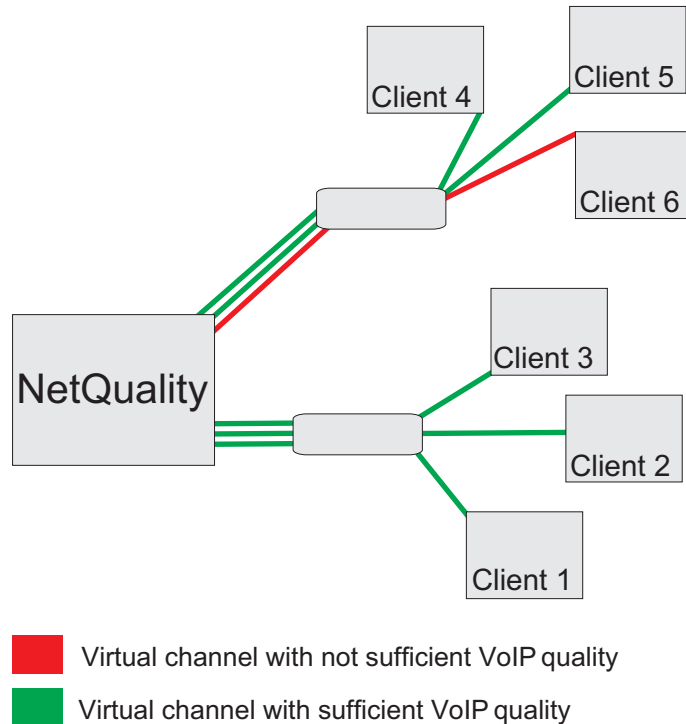 Client 5
Client 4
Client 6
Client 3
NetQuality
Client 2
Client 1
Virtual channel with not sufficient VoIP quality
Virtual channel with sufficient VoIP quality